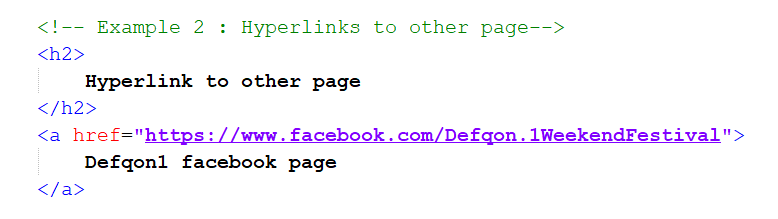 <!-- Example 2 : Hyperlinks to other page-->
<h2>
Hyperlink to other page
</h2>
<a href="https://www.facebook.com/Defqon.1WeekendFestival">
Defqon1 facebook page
</a>